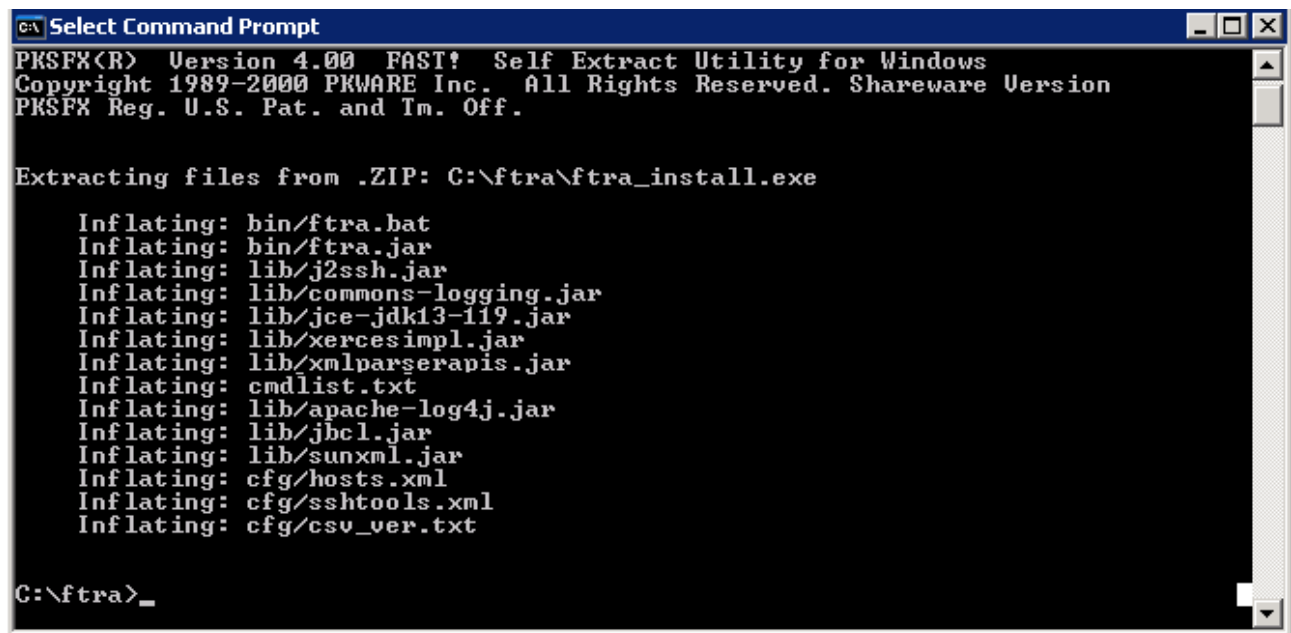 Select Command Prompt
PKSFX(R)  Version 4.00  FAST!  Self Extract Utility for Windows
Copyright 1989-2000 PKWARE Inc.  All Rights Reserved. Shareware Version
PKSFX Reg. U.S. Pat. and Tm. Off.
Extracting files from .ZIP: C:\ftra\ftra_install.exe
Inflating: bin/ftra.bat
Inflating: bin/ftra.jar
Inflating: lib/j2ssh.jar
Inflating: lib/commons-logging.jar
Inflating: lib/jce-jdk13-119.jar
Inflating: lib/xercesimpl.jar
Inflating: lib/xmlparserapis.jar
Inflating: cmdlist.txt
Inflating: lib/apache-log4j.jar
Inflating: lib/jbcl.jar
Inflating: lib/sunxml.jar
Inflating: cfg/hosts.xml
Inflating: cfg/sshtools.xml
Inflating: cfg/csv_ver.txt
C:\ftra>_